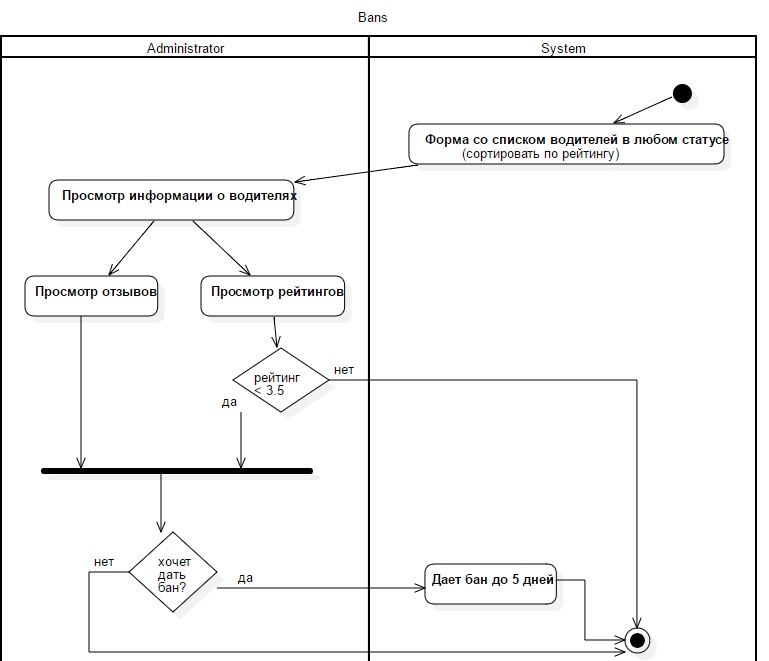 Bans
Administrator
System
Форма со списком водителей в любом статусе
(сортировать по рейтингу)
Просмотр информации о водителях
Просмотр отзывов
Просмотр рейтингов
рейтинг
< 3.5
нет
да
хочет
дать
бан?
нет
да
Дает бан до 5 дней